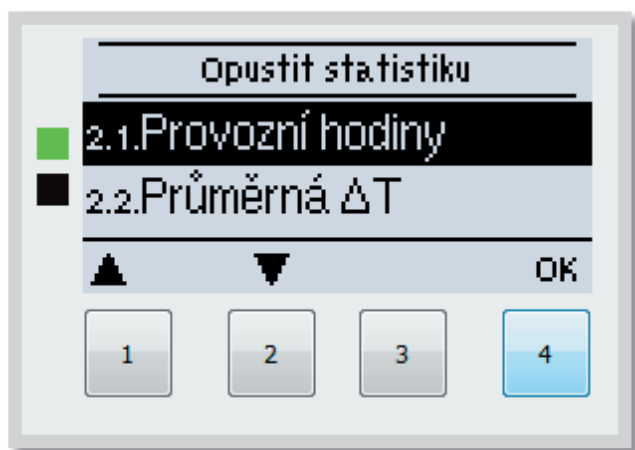 Opustit statistiku
2.1.Provozní hodiny
2.2.Průměrná ΔT
▲ ▼ OK
1 2 3 4